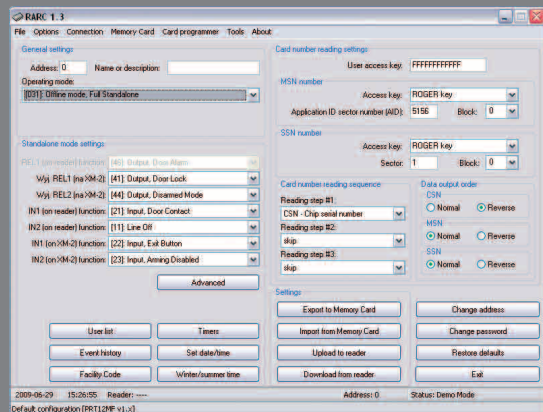 RARC 1.3
File Options Connection Memory Card Card programmer Tools About
General settings
Address: 0 Name or description:
Operating mode:
[031]: Offline mode, Full Standalone
Standalone mode settings
REL1 (on reader) function: [45]: Output, Door Alarm
Wyj. REL1 (na XM-2): [41]: Output, Door Lock
Wyj. REL2 (na XM-2): [44]: Output, Disarmed Mode
IN1 (on reader) function: [21]: Input, Door Contact
IN2 (on reader) function: [11]: Line Off
IN1 (on XM-2) function: [22]: Input, Exit Button
IN2 (on XM-2) function: [23]: Input, Arming Disabled
Advanced
User list Timers
Event history Set date/time
Facility Code Winter/summer time
Card number reading settings
User access key: FFFFFFFFFFFF
MSN number
Access key: ROGER key
Application ID sector number (AID): 5156 Block: 0
SSN number
Access key: ROGER key
Sector: 1 Block: 0
Card number reading sequence
Reading step #1:
CSN - Chip serial number
Reading step #2:
skip
Reading step #3:
skip
Data output order
CSN
Normal Reverse
MSN
Normal Reverse
SSN
Normal Reverse
Settings
Export to Memory Card Change address
Import from Memory Card Change password
Upload to reader Restore defaults
Download from reader Exit
2009-06-29 15:26:55 Reader: ---- Address: 0 Status: Demo Mode
Default configuration [PRT12MF v1.x]